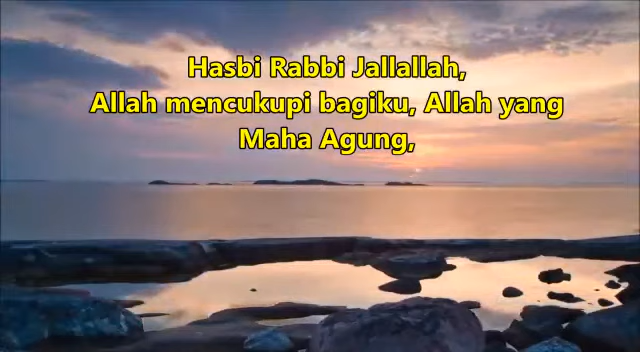 Hasbi Rabbi Jallallah,
Allah mencukupi bagiku, Allah yang
Maha Agung,